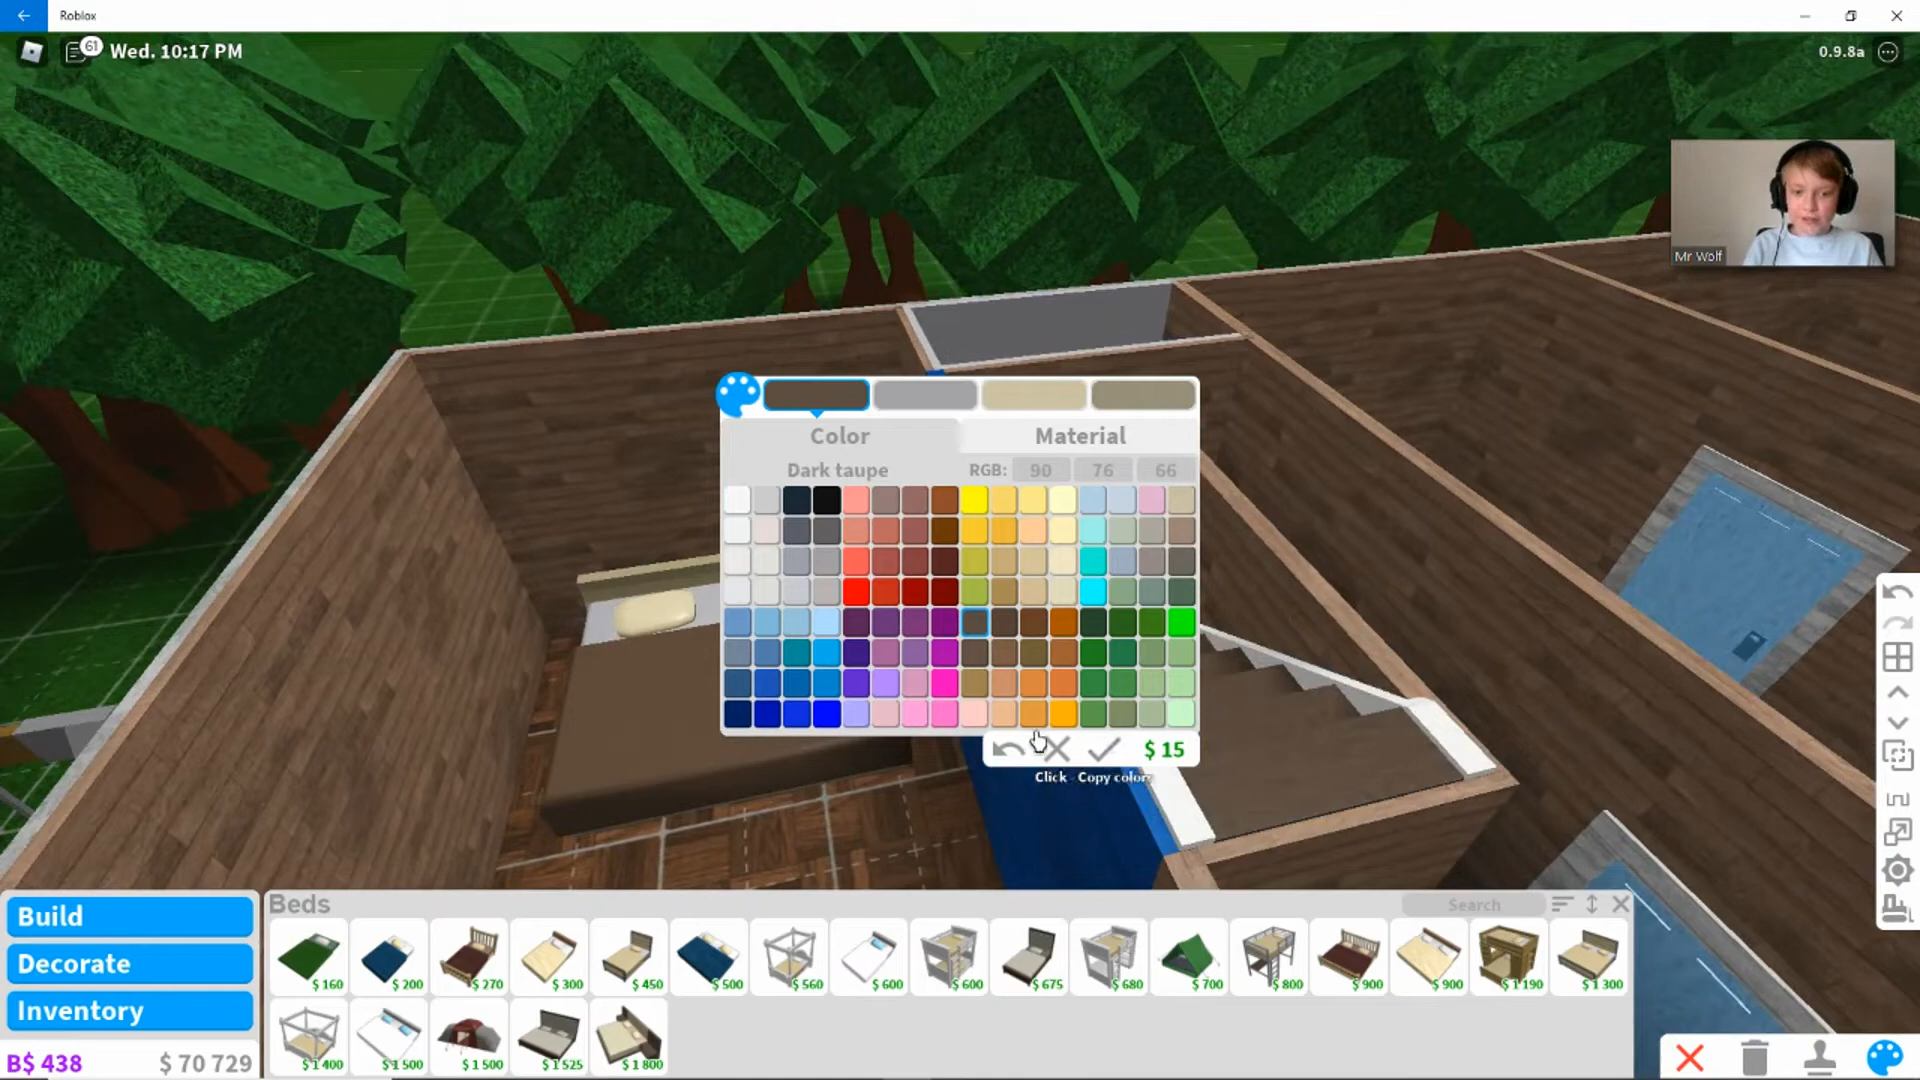 Roblox
61
Wed. 10:17 PM
0.9.8a
Mr Wolf
Color
Material
Dark taupe
RGB: 90 76 66
$ 15
Click - Copy colors
Build
Decorate
Inventory
B$ 438
$ 70 729
Beds
Search
$ 160 $ 200 $ 270 $ 300 $ 450 $ 500 $ 560 $ 600 $ 600 $ 675 $ 680 $ 700 $ 800 $ 900 $ 900 $ 1 190 $ 1 300
$ 1 400 $ 1 500 $ 1 500 $ 1 525 $ 1 800